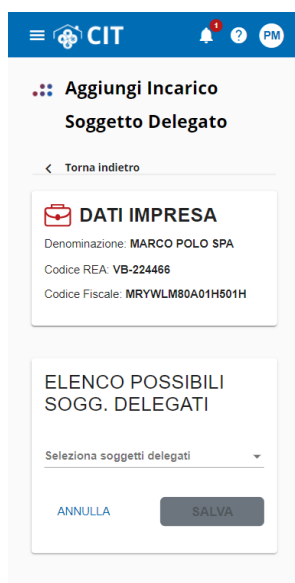 CIT 1 ? PM
Aggiungi Incarico
Soggetto Delegato
Torna indietro
DATI IMPRESA
Denominazione: MARCO POLO SPA
Codice REA: VB-224466
Codice Fiscale: MRYWLM80A01H501H
ELENCO POSSIBILI
SOGG. DELEGATI
Seleziona soggetti delegati
ANNULLA SALVA